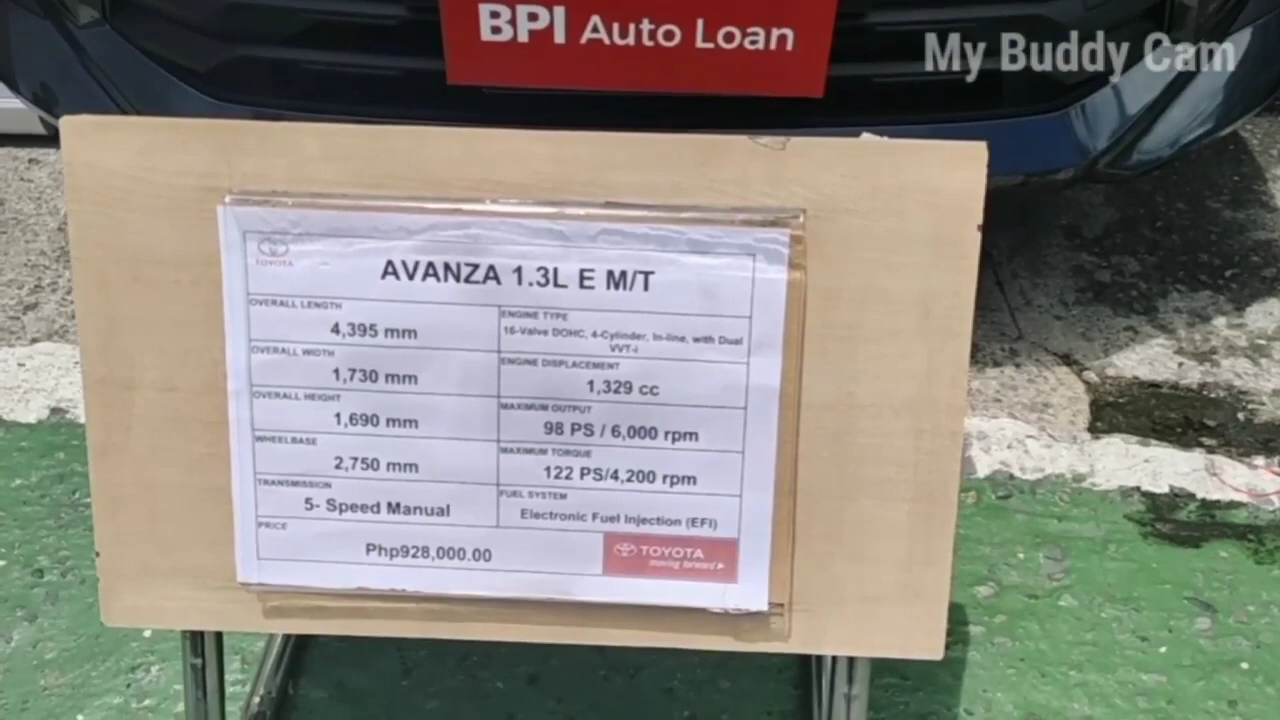 BPI Auto Loan
My Buddy Cam
TOYOTA
AVANZA 1.3L E M/T
OVERALL LENGTH
4,395 mm
ENGINE TYPE
16-Valve DOHC, 4-Cylinder, In-line, with Dual
VVT-i
OVERALL WIDTH
1,730 mm
ENGINE DISPLACEMENT
1,329 cc
OVERALL HEIGHT
1,690 mm
MAXIMUM OUTPUT
98 PS / 6,000 rpm
WHEELBASE
2,750 mm
MAXIMUM TORQUE
122 PS/4,200 rpm
TRANSMISSION
5- Speed Manual
FUEL SYSTEM
Electronic Fuel Injection (EFI)
PRICE
Php928,000.00
TOYOTA
moving forward